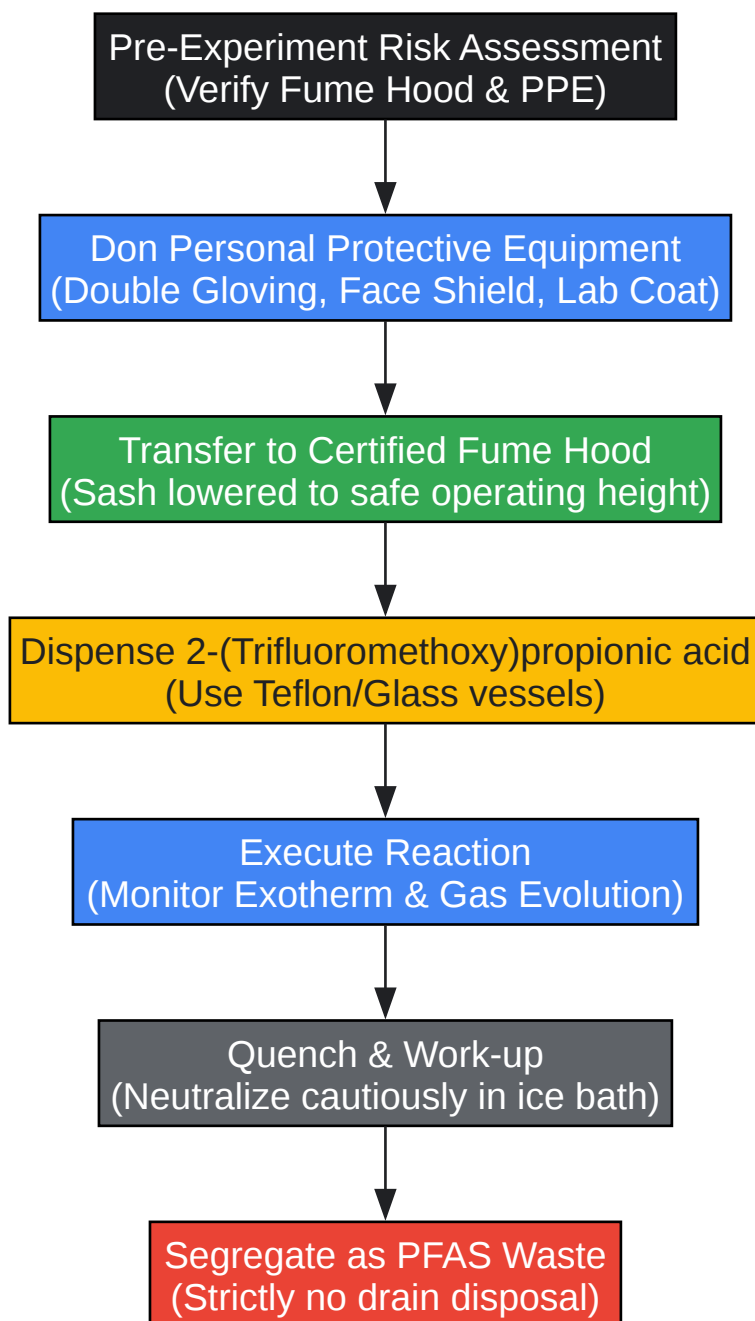 Pre-Experiment Risk Assessment
(Verify Fume Hood & PPE)
Don Personal Protective Equipment
(Double Gloving, Face Shield, Lab Coat)
Transfer to Certified Fume Hood
(Sash lowered to safe operating height)
Dispense 2-(Trifluoromethoxy)propionic acid
(Use Teflon/Glass vessels)
Execute Reaction
(Monitor Exotherm & Gas Evolution)
Quench & Work-up
(Neutralize cautiously in ice bath)
Segregate as PFAS Waste
(Strictly no drain disposal)